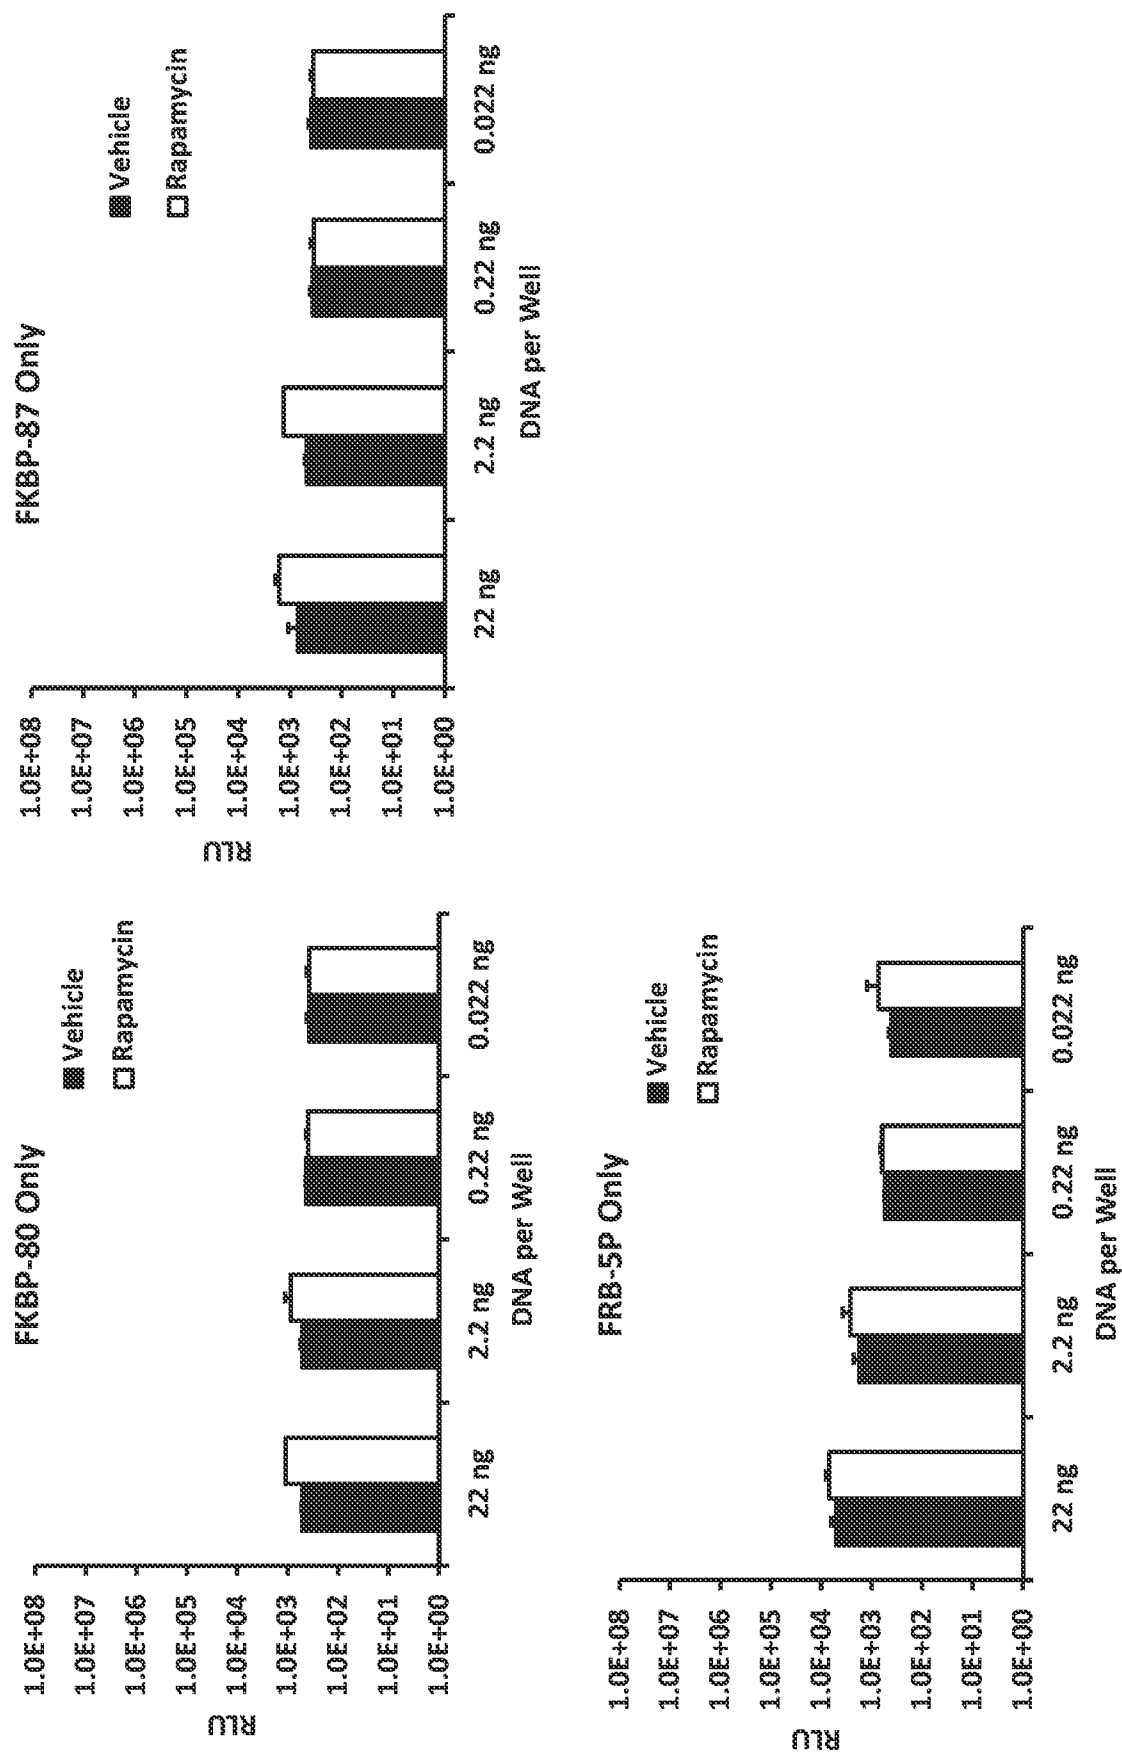 FKBP-80 Only
1.0E+08
1.0E+07
1.0E+06
1.0E+05
1.0E+04
1.0E+03
1.0E+02
1.0E+01
1.0E+00
RLU
Vehicle
Rapamycin
22 ng 2.2 ng 0.22 ng 0.022 ng
DNA per Well
FKBP-87 Only
1.0E+08
1.0E+07
1.0E+06
1.0E+05
1.0E+04
1.0E+03
1.0E+02
1.0E+01
1.0E+00
RLU
Vehicle
Rapamycin
22 ng 2.2 ng 0.22 ng 0.022 ng
DNA per Well
FRB-5P Only
1.0E+08
1.0E+07
1.0E+06
1.0E+05
1.0E+04
1.0E+03
1.0E+02
1.0E+01
1.0E+00
RLU
Vehicle
Rapamycin
22 ng 2.2 ng 0.22 ng 0.022 ng
DNA per Well